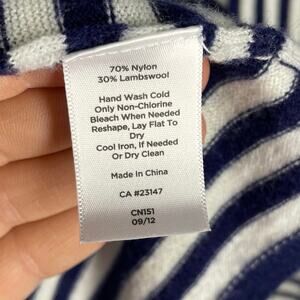 70% Nylon
30% Lambswool
Hand Wash Cold
Only Non-Chlorine
Bleach When Needed
Reshape, Lay Flat To
Dry
Cool Iron, If Needed
Or Dry Clean
Made In China
CA #23147
CN151
09/12